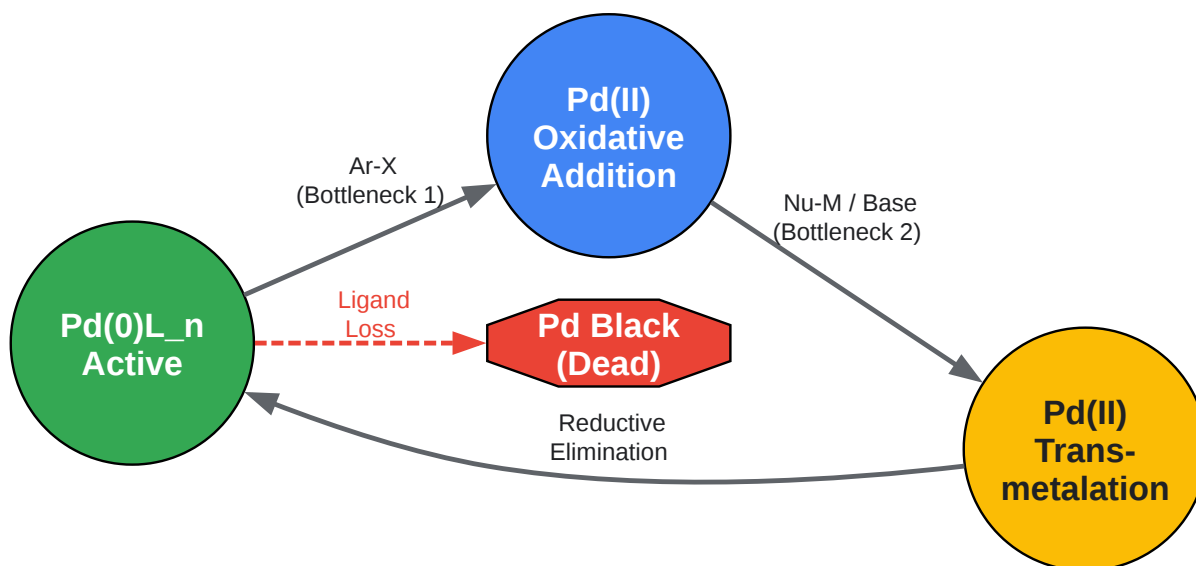 Pd(II)
Oxidative
Addition
Ar-X
(Bottleneck 1)
Nu-M / Base
(Bottleneck 2)
Pd(0)L_n
Active
Ligand
Loss
Pd Black
(Dead)
Reductive
Elimination
Pd(II)
Trans-
metalation